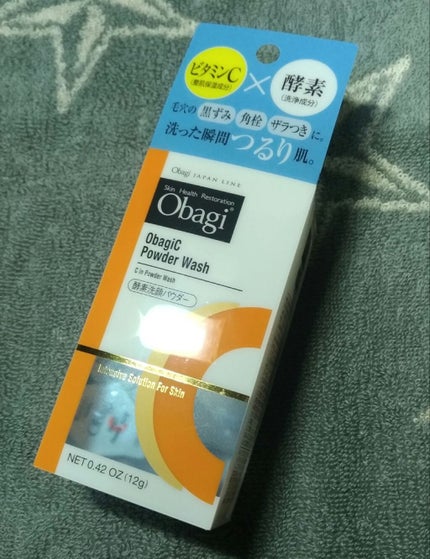 ビタミンC
(整肌保湿成分)
×
酵素
(洗浄成分)
毛穴の 黒ずみ 角栓 ザラつき に。
洗った瞬間つるり肌。
Obagi JAPAN LINE
Skin Health Restoration
Obagi®
ObagiC
Powder Wash
C in Powder Wash
酵素洗顔パウダー
Intensive Solution For Skin
NET 0.42 OZ (12g)